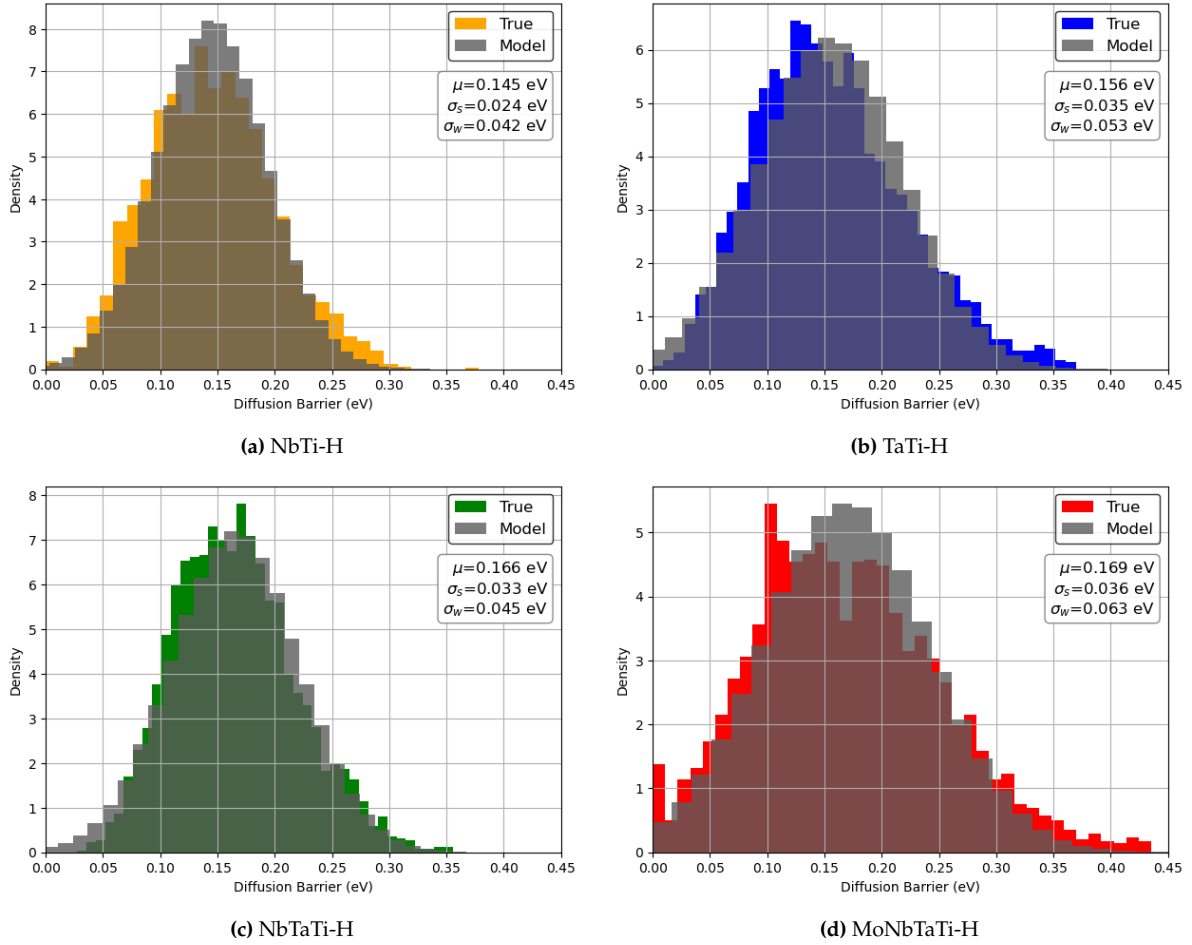 8
7
6
5
4
3
2
1
0
Density
True
Model
μ=0.145 eV
σs=0.024 eV
σw=0.042 eV
0.00 0.05 0.10 0.15 0.20 0.25 0.30 0.35 0.40 0.45
Diffusion Barrier (eV)
(a) NbTi-H
6
5
4
3
2
1
0
Density
True
Model
μ=0.156 eV
σs=0.035 eV
σw=0.053 eV
0.00 0.05 0.10 0.15 0.20 0.25 0.30 0.35 0.40 0.45
Diffusion Barrier (eV)
(b) TaTi-H
8
7
6
5
4
3
2
1
0
Density
True
Model
μ=0.166 eV
σs=0.033 eV
σw=0.045 eV
0.00 0.05 0.10 0.15 0.20 0.25 0.30 0.35 0.40 0.45
Diffusion Barrier (eV)
(c) NbTaTi-H
5
4
3
2
1
0
Density
True
Model
μ=0.169 eV
σs=0.036 eV
σw=0.063 eV
0.00 0.05 0.10 0.15 0.20 0.25 0.30 0.35 0.40 0.45
Diffusion Barrier (eV)
(d) MoNbTaTi-H